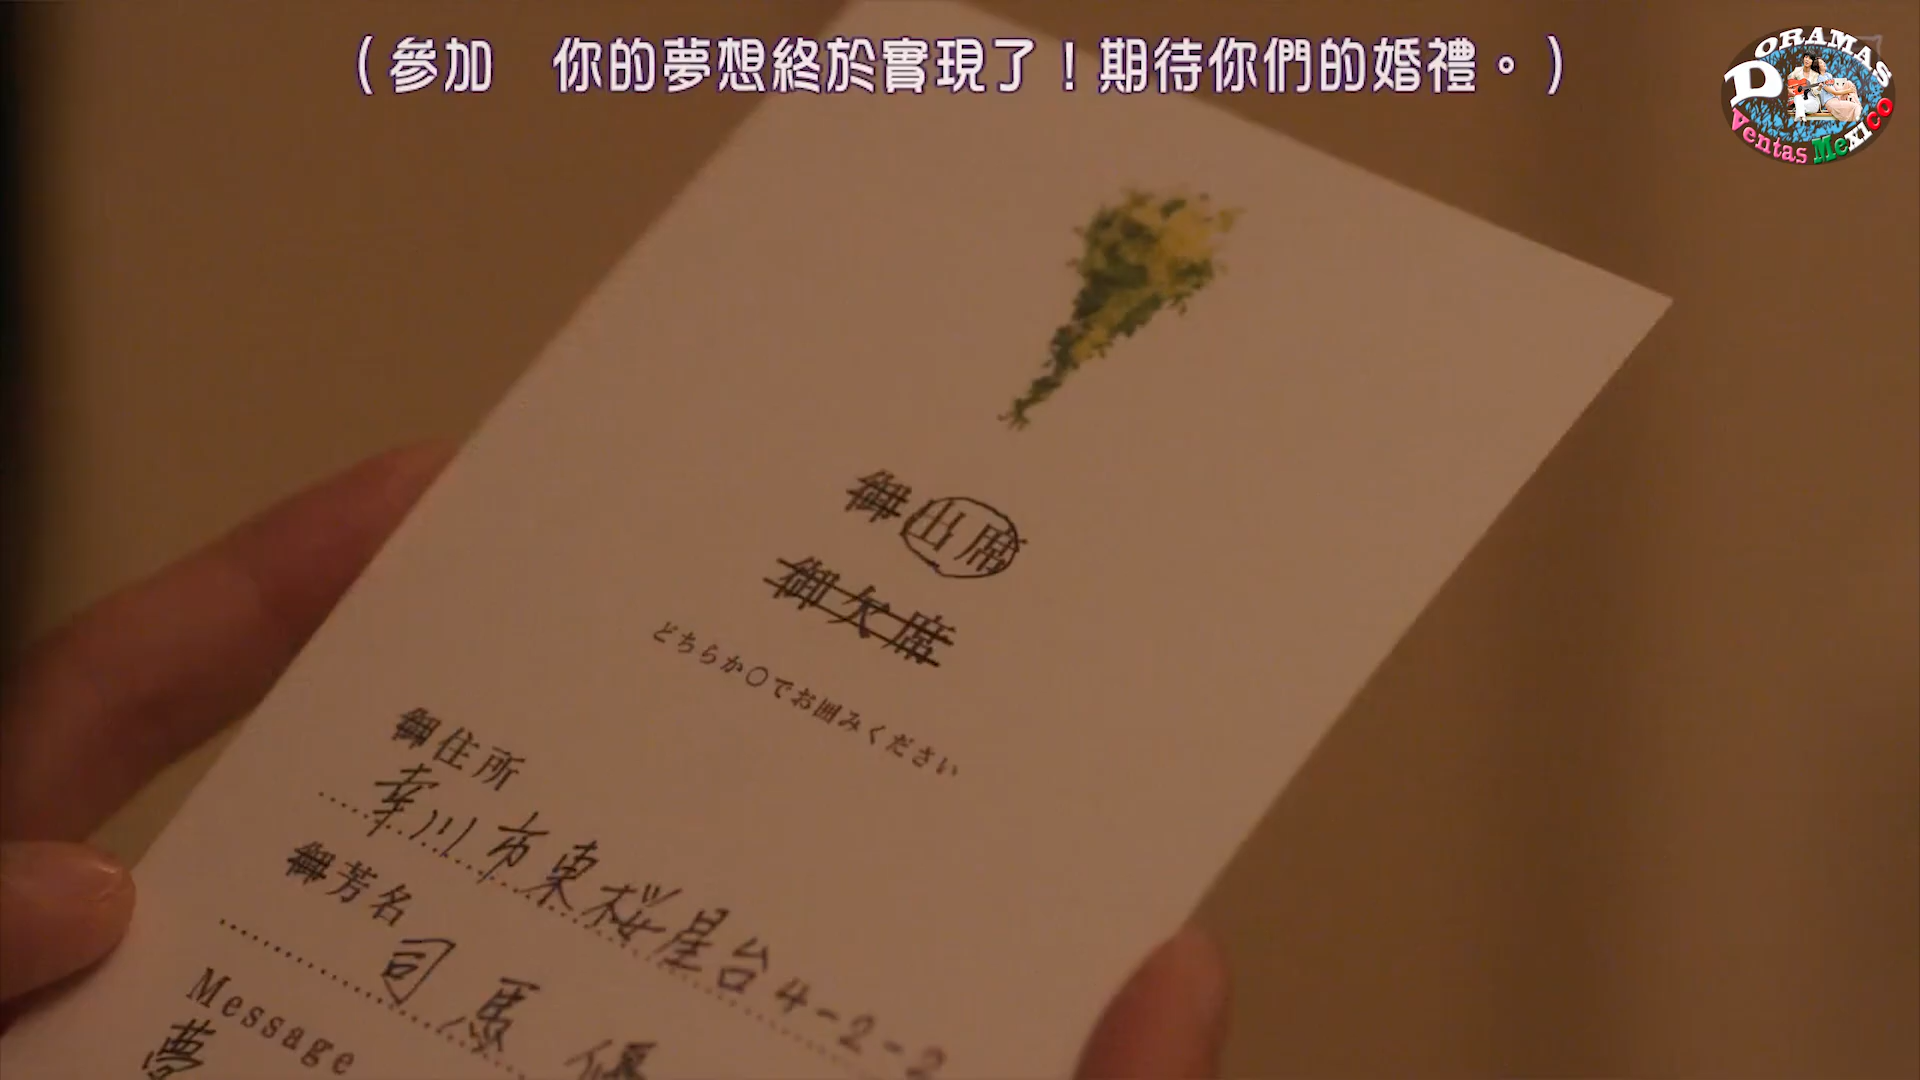 （參加　你的夢想終於實現了！期待你們的婚禮。）
DORAMAS
Ventas MeXIco
御出席
御欠席
どちらか〇でお囲みください
御住所
幸川市東桜星台4-2-2
御芳名
司馬優
Message
夢